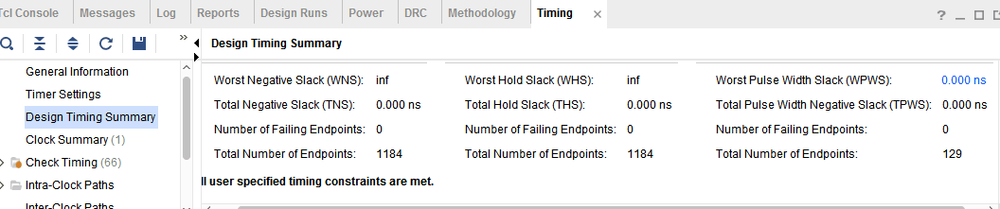 Tcl Console Messages Log Reports Design Runs Power DRC Methodology Timing × ? _
»
Design Timing Summary
General Information
Timer Settings
Design Timing Summary
Clock Summary (1)
Check Timing (66)
Intra-Clock Paths
Inter-Clock Paths
Worst Negative Slack (WNS): inf Worst Hold Slack (WHS): inf Worst Pulse Width Slack (WPWS): 0.000 ns
Total Negative Slack (TNS): 0.000 ns Total Hold Slack (THS): 0.000 ns Total Pulse Width Negative Slack (TPWS): 0.000 ns
Number of Failing Endpoints: 0 Number of Failing Endpoints: 0 Number of Failing Endpoints: 0
Total Number of Endpoints: 1184 Total Number of Endpoints: 1184 Total Number of Endpoints: 129
ll user specified timing constraints are met.